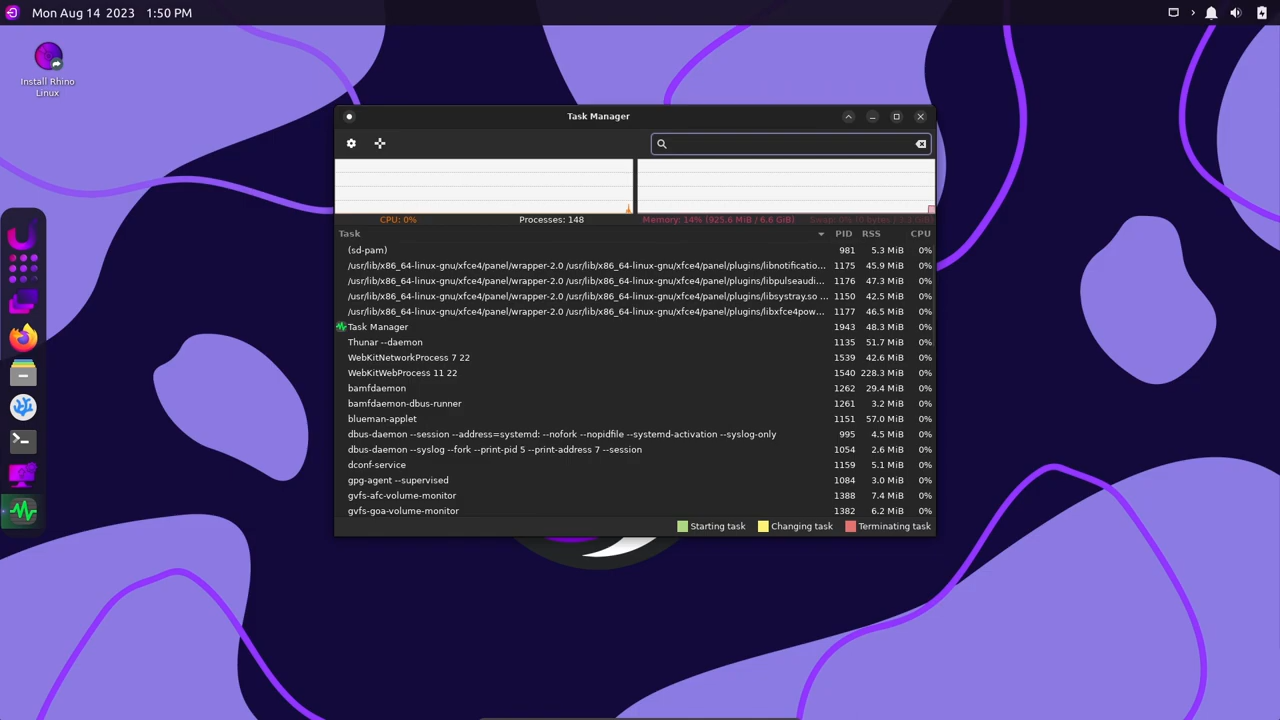 Mon Aug 14 2023 1:50 PM
Install Rhino
Linux
Task Manager
CPU: 0% Processes: 148 Memory: 14% (925.6 MiB / 6.6 GiB)
Task PID RSS CPU
(sd-pam) 981 5.3 MiB 0%
/usr/lib/x86_64-linux-gnu/xfce4/panel/wrapper-2.0 /usr/lib/x86_64-linux-gnu/xfce4/panel/plugins/libnotificatio... 1175 45.9 MiB 0%
/usr/lib/x86_64-linux-gnu/xfce4/panel/wrapper-2.0 /usr/lib/x86_64-linux-gnu/xfce4/panel/plugins/libpulseaudi... 1176 47.3 MiB 0%
/usr/lib/x86_64-linux-gnu/xfce4/panel/wrapper-2.0 /usr/lib/x86_64-linux-gnu/xfce4/panel/plugins/libsystray.so ... 1150 42.5 MiB 0%
/usr/lib/x86_64-linux-gnu/xfce4/panel/wrapper-2.0 /usr/lib/x86_64-linux-gnu/xfce4/panel/plugins/libxfce4pow... 1177 46.5 MiB 0%
Task Manager 1943 48.3 MiB 0%
Thunar --daemon 1135 51.7 MiB 0%
WebKitNetworkProcess 7 22 1539 42.6 MiB 0%
WebKitWebProcess 11 22 1540 228.3 MiB 0%
bamfdaemon 1262 29.4 MiB 0%
bamfdaemon-dbus-runner 1261 3.2 MiB 0%
blueman-applet 1151 57.0 MiB 0%
dbus-daemon --session --address=systemd: --nofork --nopidfile --systemd-activation --syslog-only 995 4.5 MiB 0%
dbus-daemon --syslog --fork --print-pid 5 --print-address 7 --session 1054 2.6 MiB 0%
dconf-service 1159 5.1 MiB 0%
gpg-agent --supervised 1084 3.0 MiB 0%
gvfs-afc-volume-monitor 1388 7.4 MiB 0%
gvfs-goa-volume-monitor 1382 6.2 MiB 0%
Starting task Changing task Terminating task